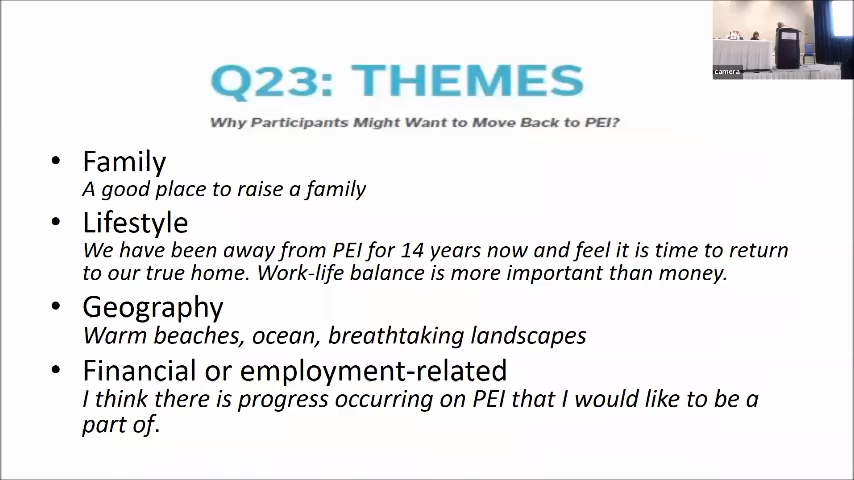 camera
Q23: THEMES
Why Participants Might Want to Move Back to PEI?
• Family
A good place to raise a family
• Lifestyle
We have been away from PEI for 14 years now and feel it is time to return
to our true home. Work-life balance is more important than money.
• Geography
Warm beaches, ocean, breathtaking landscapes
• Financial or employment-related
I think there is progress occurring on PEI that I would like to be a
part of.